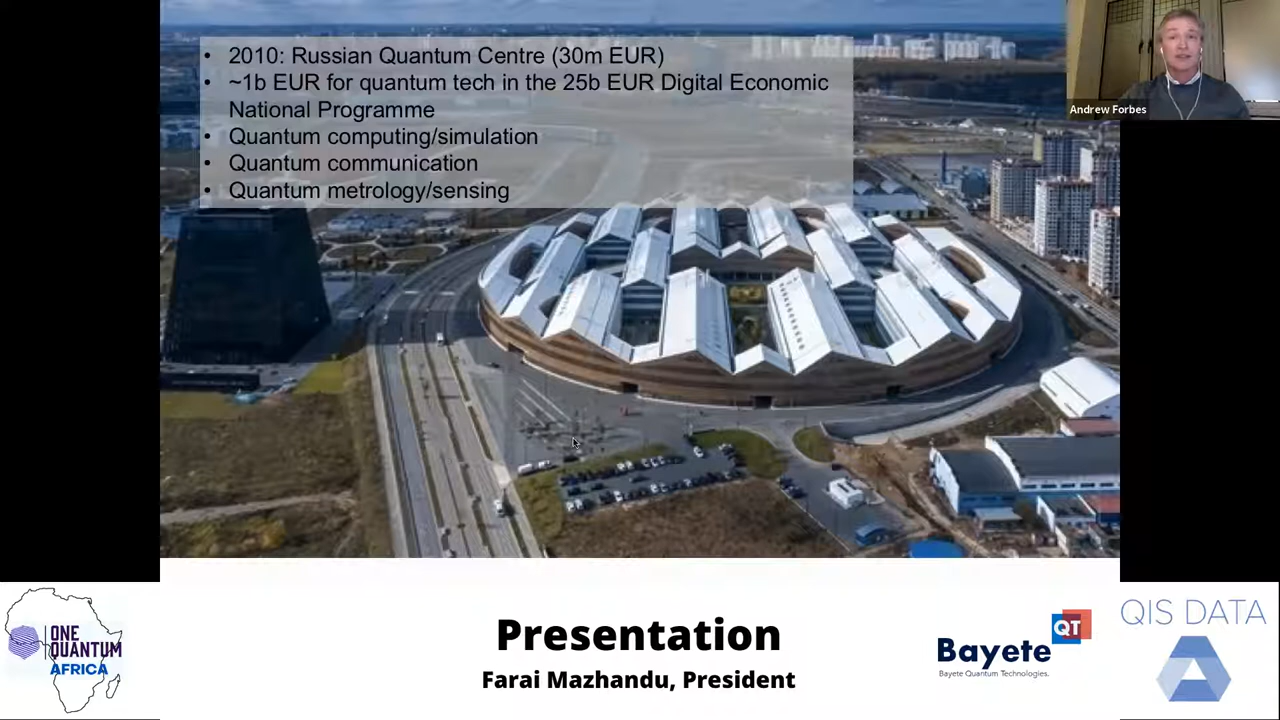 • 2010: Russian Quantum Centre (30m EUR)
• ~1b EUR for quantum tech in the 25b EUR Digital Economic
National Programme
• Quantum computing/simulation
• Quantum communication
• Quantum metrology/sensing
Andrew Forbes
ONE
QUANTUM
AFRICA
Presentation
Farai Mazhandu, President
QT
Bayete
Bayete Quantum Technologies.
QIS DATA